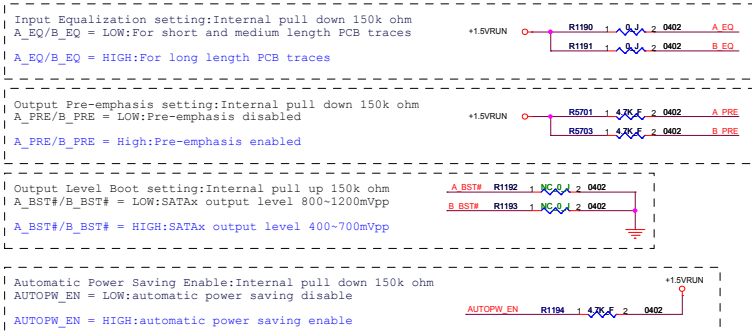 Input Equalization setting:Internal pull down 150k ohm
A_EQ/B_EQ = LOW:For short and medium length PCB traces
A_EQ/B_EQ = HIGH:For long length PCB traces
+1.5VRUN
R1190 1 0_J 2 0402 A_EQ
R1191 1 0_J 2 0402 B_EQ
Output Pre-emphasis setting:Internal pull down 150k ohm
A_PRE/B_PRE = LOW:Pre-emphasis disabled
A_PRE/B_PRE = High:Pre-emphasis enabled
+1.5VRUN
R5701 1 4.7K_F 2 0402 A_PRE
R5703 1 4.7K_F 2 0402 B_PRE
Output Level Boot setting:Internal pull up 150k ohm
A_BST#/B_BST# = LOW:SATAx output level 800~1200mVpp
A_BST#/B_BST# = HIGH:SATAx output level 400~700mVpp
A_BST# R1192 1 NC_0_J 2 0402
B_BST# R1193 1 NC_0_J 2 0402
Automatic Power Saving Enable:Internal pull down 150k ohm
AUTOPW_EN = LOW:automatic power saving disable
AUTOPW_EN = HIGH:automatic power saving enable
+1.5VRUN
AUTOPW_EN R1194 1 4.7K_F 2 0402